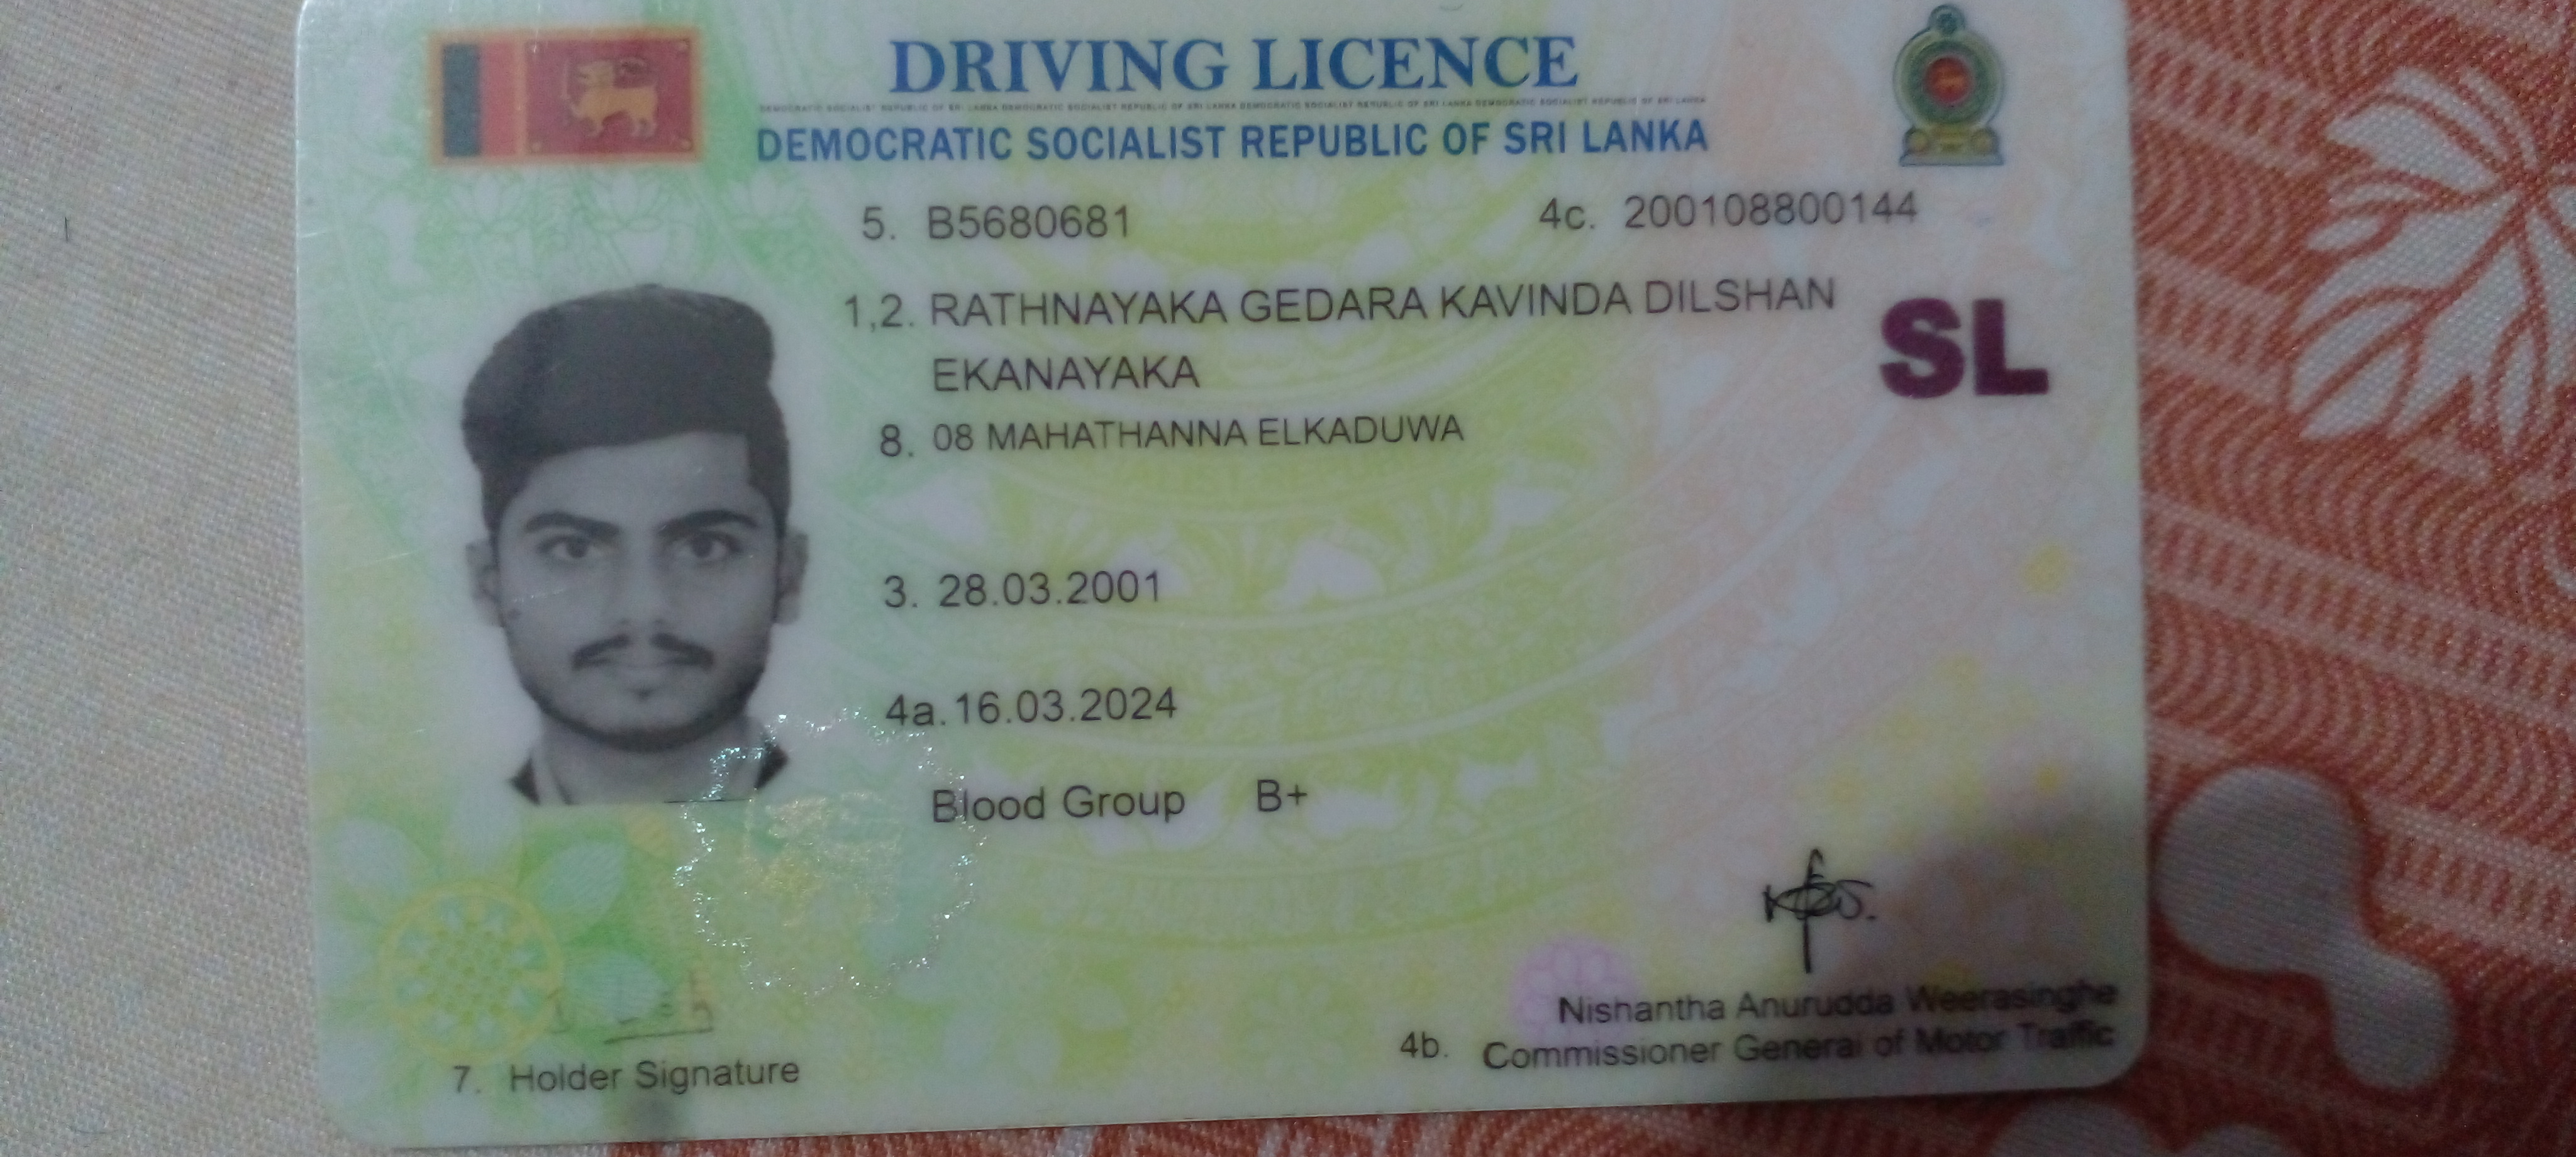 DRIVING LICENCE
DEMOCRATIC SOCIALIST REPUBLIC OF SRI LANKA
5. B5680681 4c. 200108800144
1,2. RATHNAYAKA GEDARA KAVINDA DILSHAN
EKANAYAKA
SL
8. 08 MAHATHANNA ELKADUWA
3. 28.03.2001
4a. 16.03.2024
Blood Group B+
7. Holder Signature
4b.
Nishantha Anurudda Weerasinghe
Commissioner General of Motor Traffic